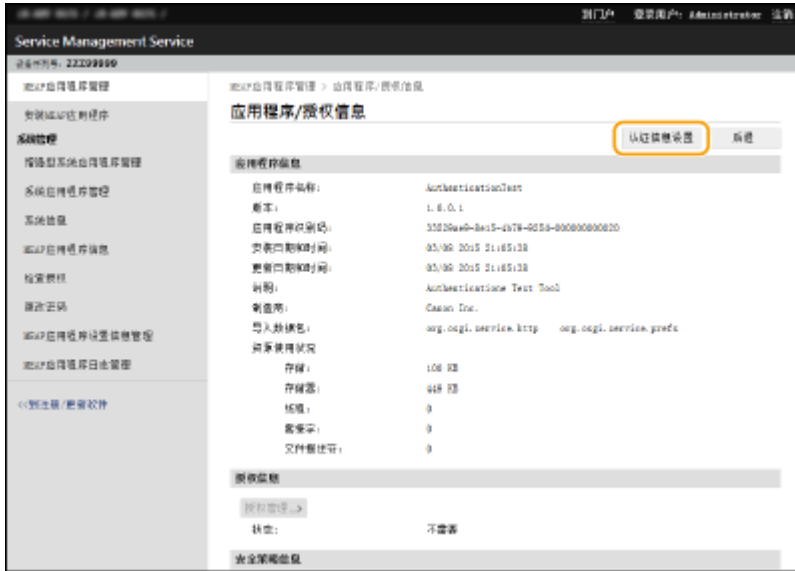 到门户 登录用户: Administrator 注销
Service Management Service
设备序列号: ZZZ99999
MEAP应用程序管理
安装MEAP应用程序
系统管理
增强型系统应用程序管理
系统应用程序管理
系统信息
MEAP应用程序信息
检查授权
更改密码
MEAP应用程序设置信息管理
MEAP应用程序日志管理
<<到注册/更新软件
MEAP应用程序管理 > 应用程序/授权信息
应用程序/授权信息
认证信息设置 后退
应用程序信息
应用程序名称: AuthenticationTest
版本: 1.0.0.1
应用程序识别码:
安装日期和时间: 03/09 2015 21:05:38
更新日期和时间: 03/09 2015 21:05:38
说明: Authentications Test Tool
制造商: Canon Inc.
导入数据包: org.osgi.service.http org.osgi.service.prefs
资源使用状况
存储: 100 KB
存储器: 448 KB
线程: 0
套接字: 0
文件描述符: 0
授权信息
授权管理...>
状态: 不需要
安全策略信息